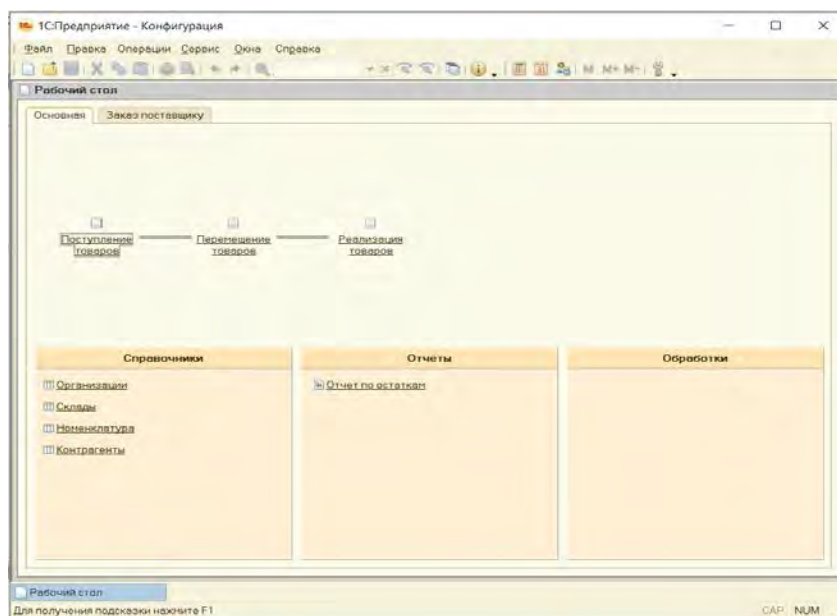 1С:Предприятие - Конфигурация
Файл Правка Операции Сервис Окна Справка
M M+ M-
Рабочий стол
Основная Заказ поставщику
Поступление товаров
Перемещение товаров
Реализация товаров
Справочники Отчеты Обработки
Организации Отчет по остаткам
Склады
Номенклатура
Контрагенты
Рабочий стол
Для получения подсказки нажмите F1 CAP NUM